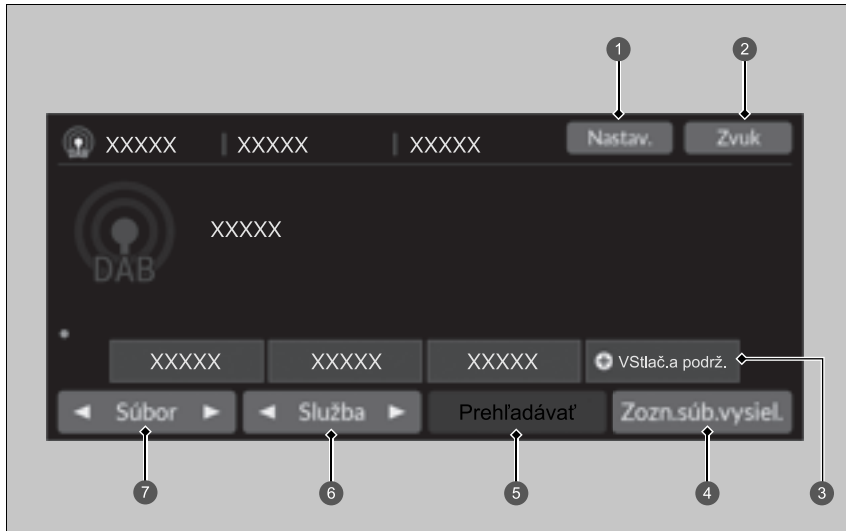 1 2
XXXXX XXXXX XXXXX Nastav. Zvuk
XXXXX
DAB
XXXXX XXXXX XXXXX VStlač.a podrž.
Súbor Služba Prehľadávať Zozn.súb.vysiel.
7 6 5 4 3